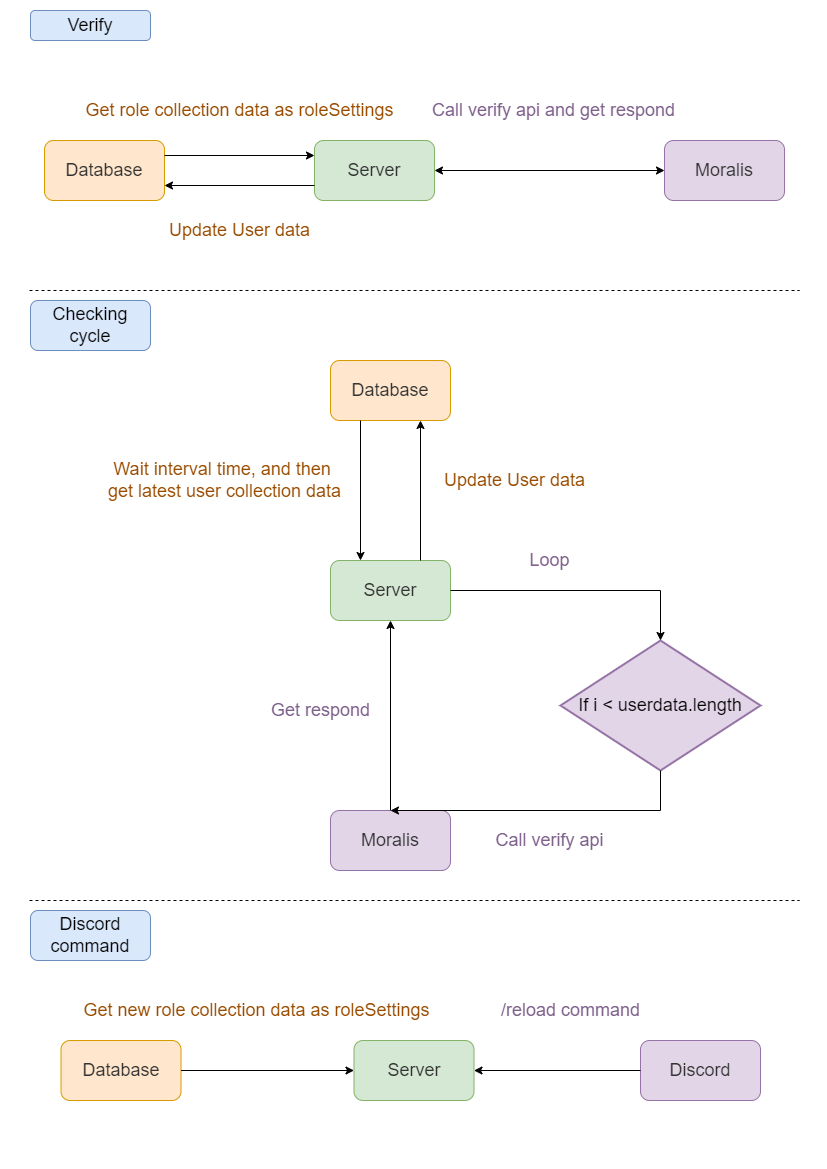 Verify
Get role collection data as roleSettings
Call verify api and get respond
Database
Server
Moralis
Update User data
Checking
cycle
Database
Wait interval time, and then
get latest user collection data
Update User data
Loop
Server
If i < userdata.length
Get respond
Moralis
Call verify api
Discord
command
Get new role collection data as roleSettings
/reload command
Database
Server
Discord